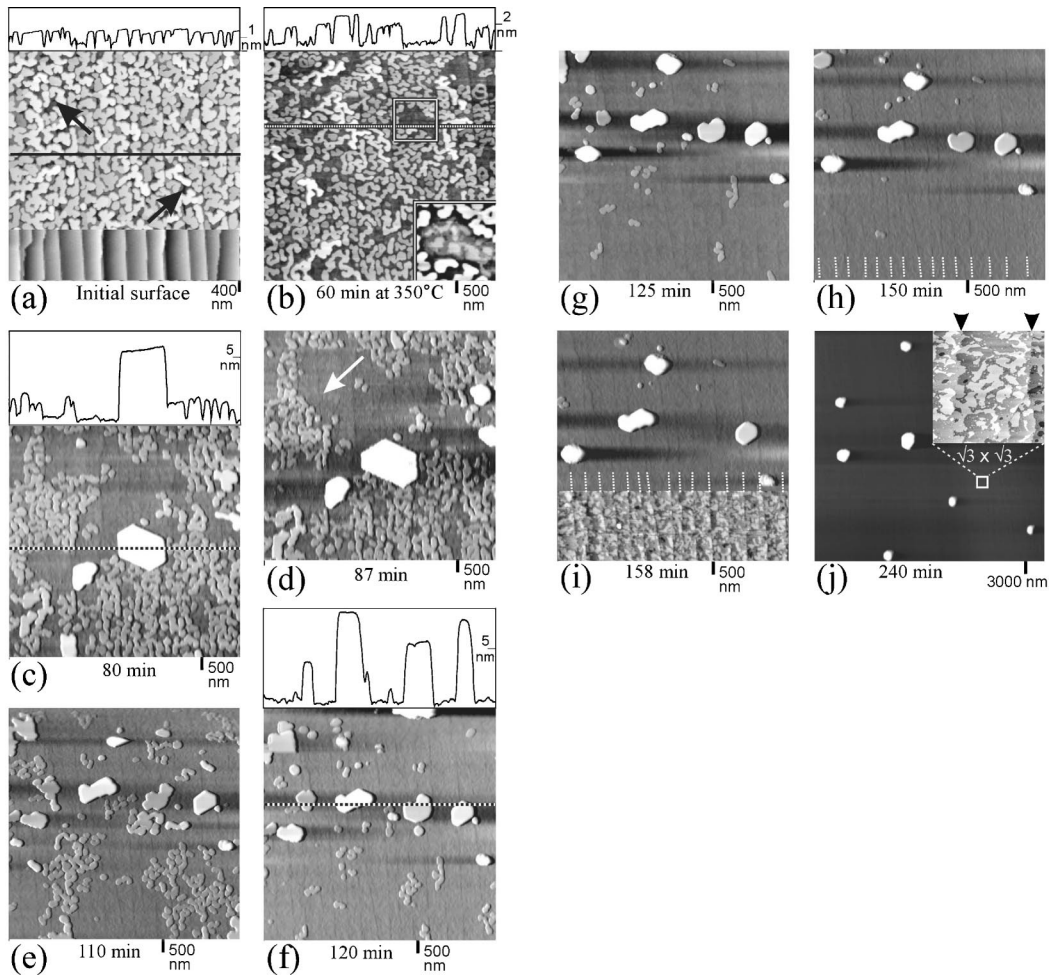 1
nm
(a)
Initial surface
400
nm
2
nm
(b)
60 min at 350°C
500
nm
5
nm
(c)
80 min
500
nm
(d)
87 min
500
nm
(e)
110 min
500
nm
5
nm
(f)
120 min
500
nm
(g)
125 min
500
nm
(h)
150 min
500 nm
(i)
158 min
500
nm
√3 x √3
(j)
240 min
3000 nm